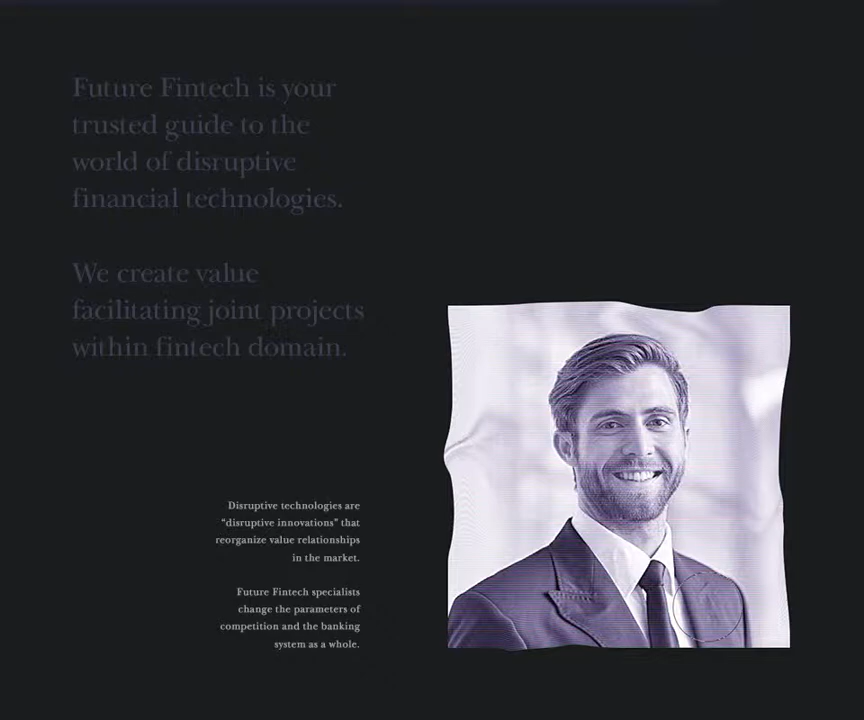 Future Fintech is your
trusted guide to the
world of disruptive
financial technologies.
We create value
facilitating joint projects
within fintech domain.
Disruptive technologies are
“disruptive innovations” that
reorganize value relationships
in the market.
Future Fintech specialists
change the parameters of
competition and the banking
system as a whole.